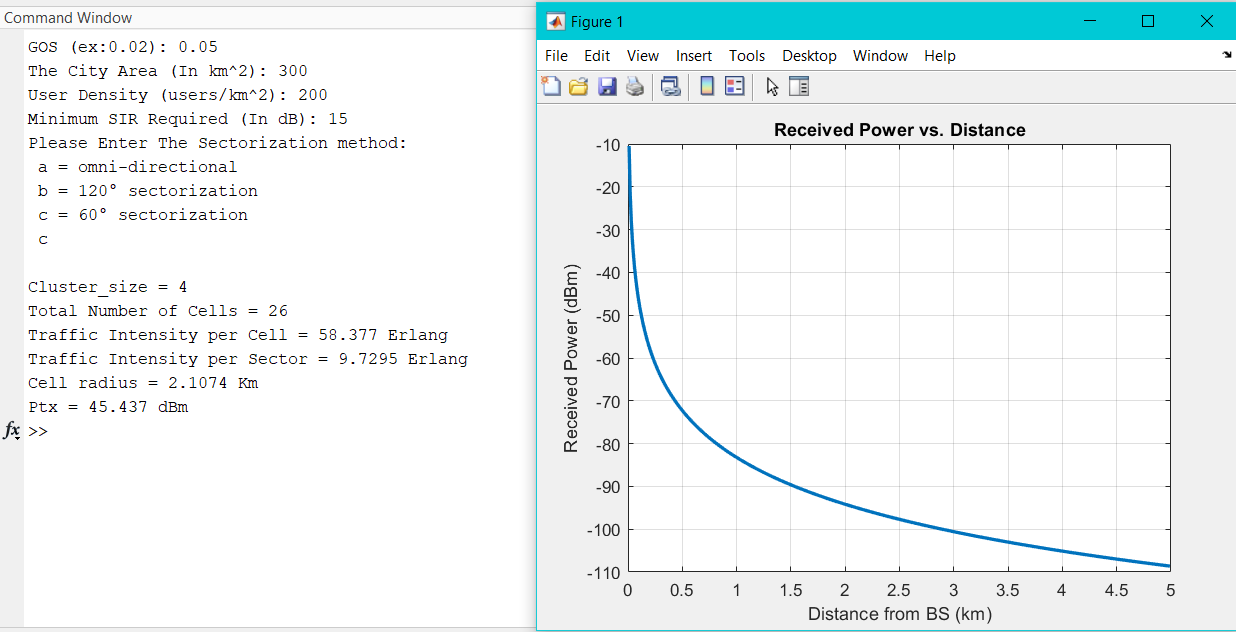 Command Window
GOS (ex:0.02): 0.05
The City Area (In km^2): 300
User Density (users/km^2): 200
Minimum SIR Required (In dB): 15
Please Enter The Sectorization method:
a = omni-directional
b = 120° sectorization
c = 60° sectorization
c
Cluster_size = 4
Total Number of Cells = 26
Traffic Intensity per Cell = 58.377 Erlang
Traffic Intensity per Sector = 9.7295 Erlang
Cell radius = 2.1074 Km
Ptx = 45.437 dBm
fx >>
Figure 1
File Edit View Insert Tools Desktop Window Help
Received Power vs. Distance
Received Power (dBm)
-10
-20
-30
-40
-50
-60
-70
-80
-90
-100
-110
0 0.5 1 1.5 2 2.5 3 3.5 4 4.5 5
Distance from BS (km)